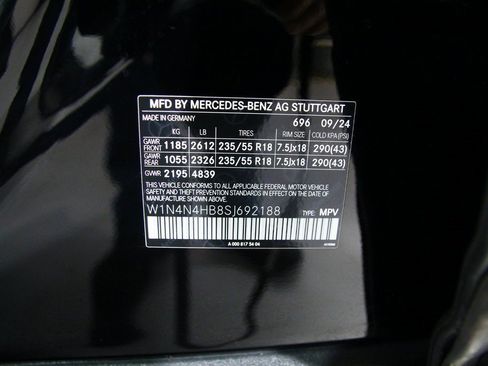 MFD BY MERCEDES-BENZ AG STUTTGART
MADE IN GERMANY 696 09/24
KG LB TIRES RIM SIZE COLD KPA (PSI)
GAWR FRONT 1185 2612 235/55 R18 7.5Jx18 290(43)
GAWR REAR 1055 2326 235/55 R18 7.5Jx18 290(43)
GVWR 2195 4839
THIS VEHICLE CONFORMS TO ALL APPLICABLE
FEDERAL MOTOR VEHICLE SAFETY, BUMPER, AND
THEFT PREVENTION STANDARDS IN EFFECT ON THE DATE OF
MANUFACTURE SHOWN ABOVE.
W1N4N4HB8SJ692188 TYPE: MPV
A 000 817 54 04